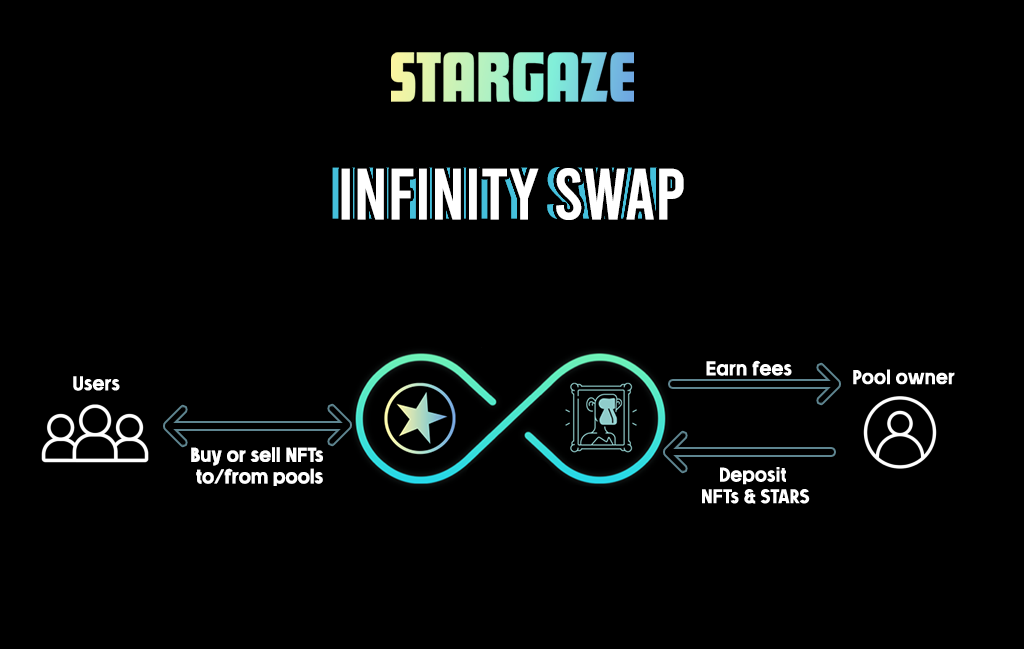 STARGAZE
INFINITY SWAP
Users
Buy or sell NFTs
to/from pools
Earn fees
Pool owner
Deposit
NFTs & STARS